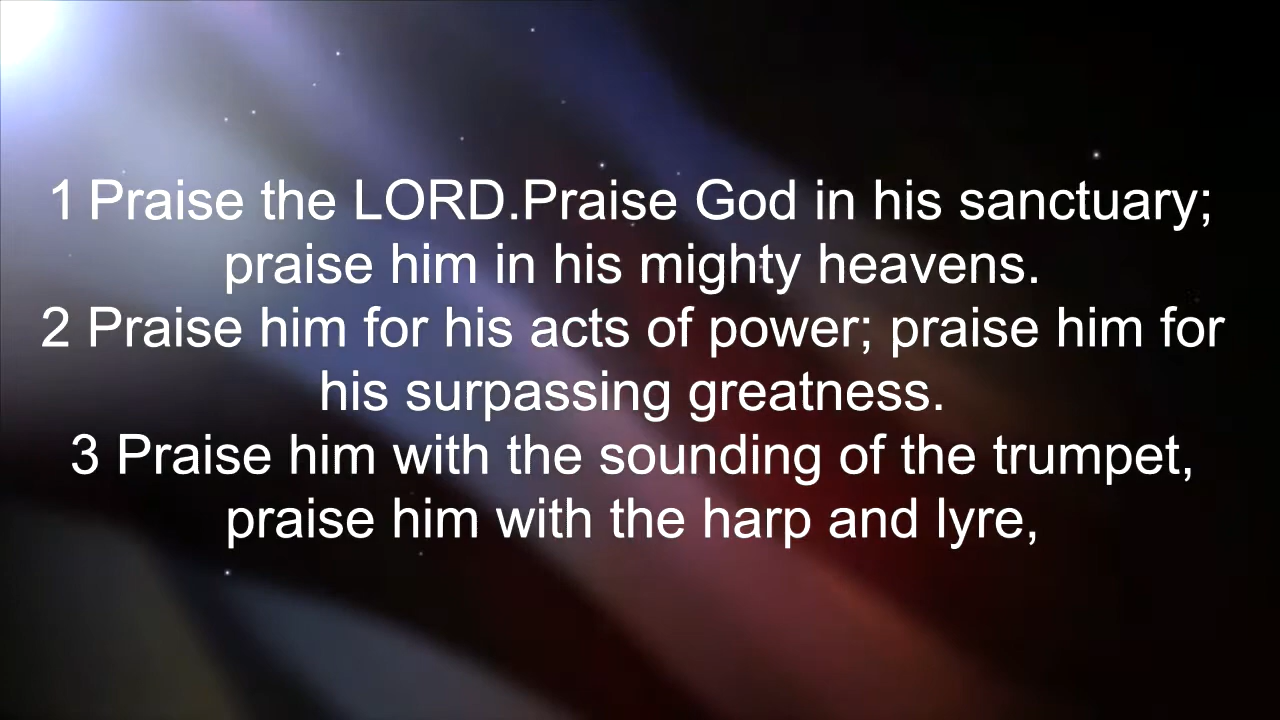 1 Praise the LORD.Praise God in his sanctuary;
praise him in his mighty heavens.
2 Praise him for his acts of power; praise him for
his surpassing greatness.
3 Praise him with the sounding of the trumpet,
praise him with the harp and lyre,